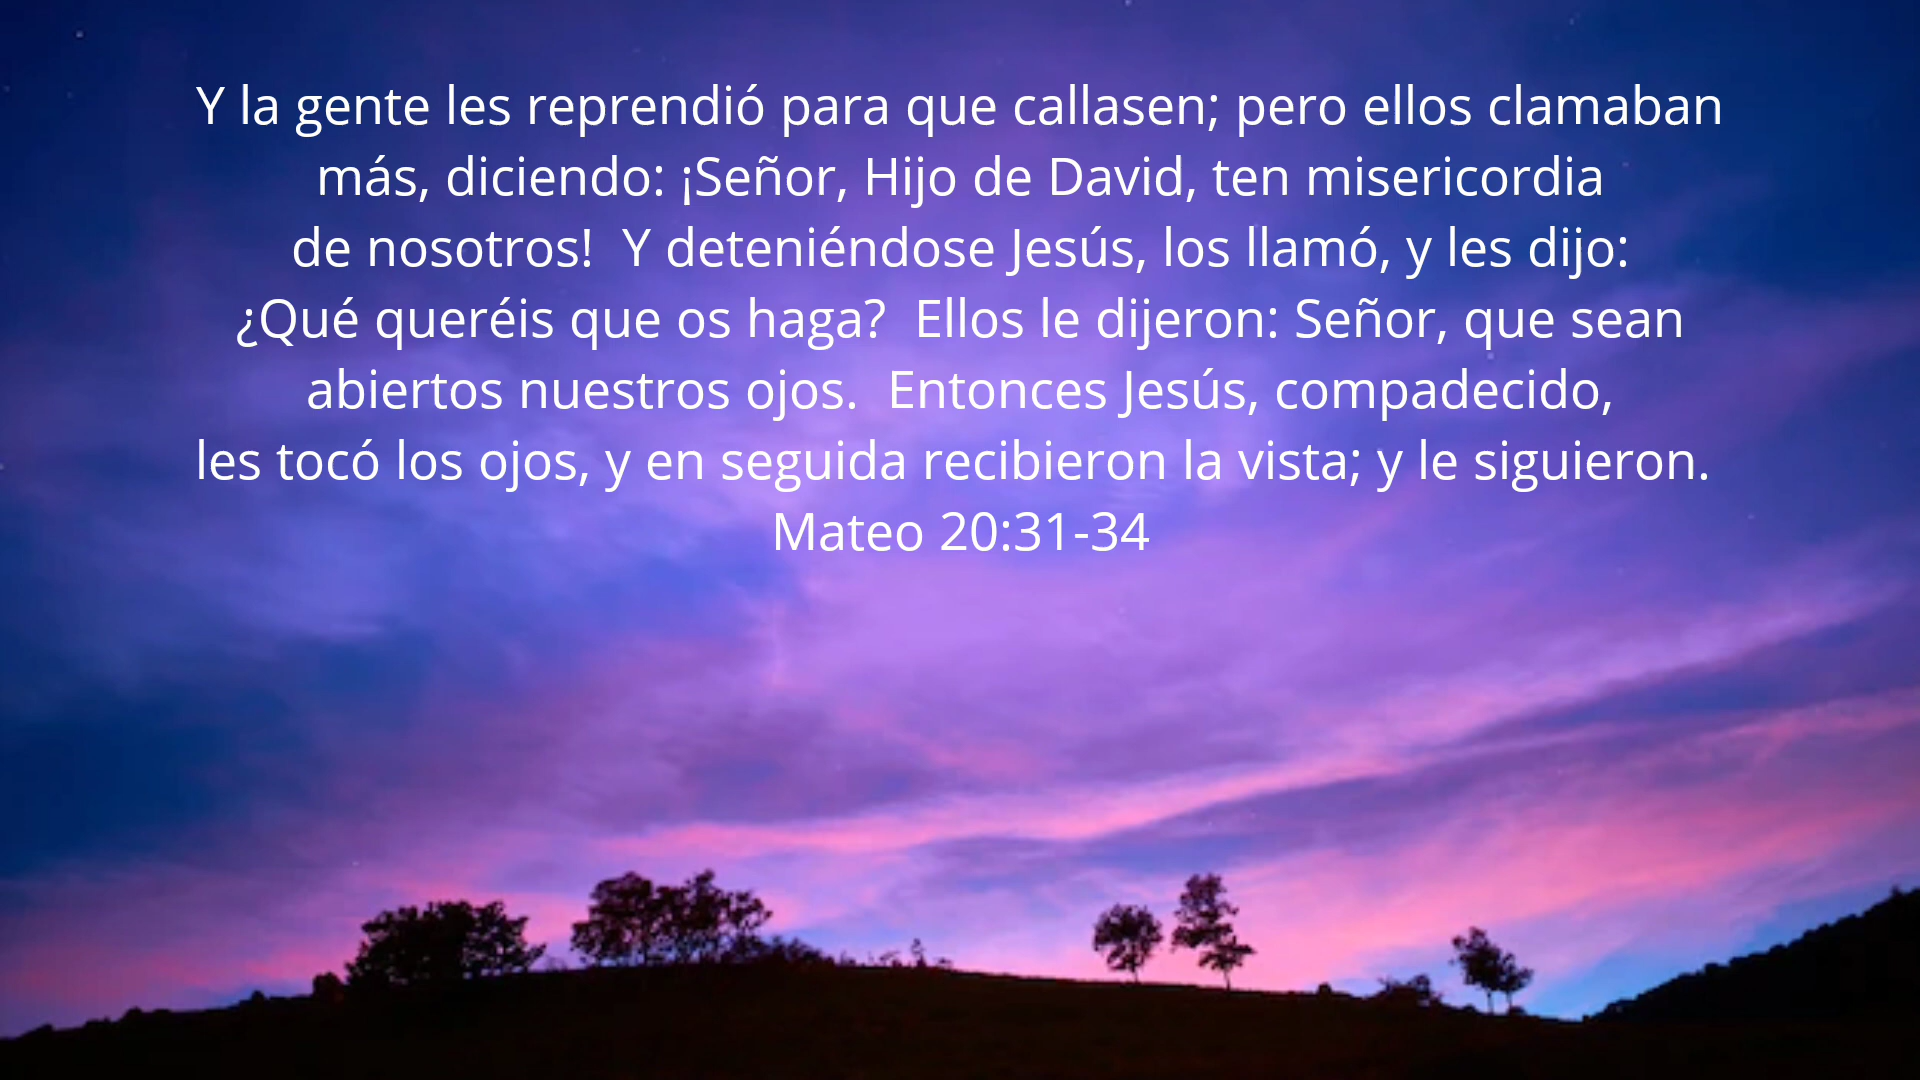 Y la gente les reprendió para que callasen; pero ellos clamaban
más, diciendo: ¡Señor, Hijo de David, ten misericordia
de nosotros!  Y deteniéndose Jesús, los llamó, y les dijo:
¿Qué queréis que os haga?  Ellos le dijeron: Señor, que sean
abiertos nuestros ojos.  Entonces Jesús, compadecido,
les tocó los ojos, y en seguida recibieron la vista; y le siguieron.
Mateo 20:31-34